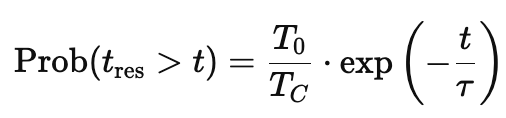 Prob(t_res > t) = T_0/T_C · exp(−t/τ)